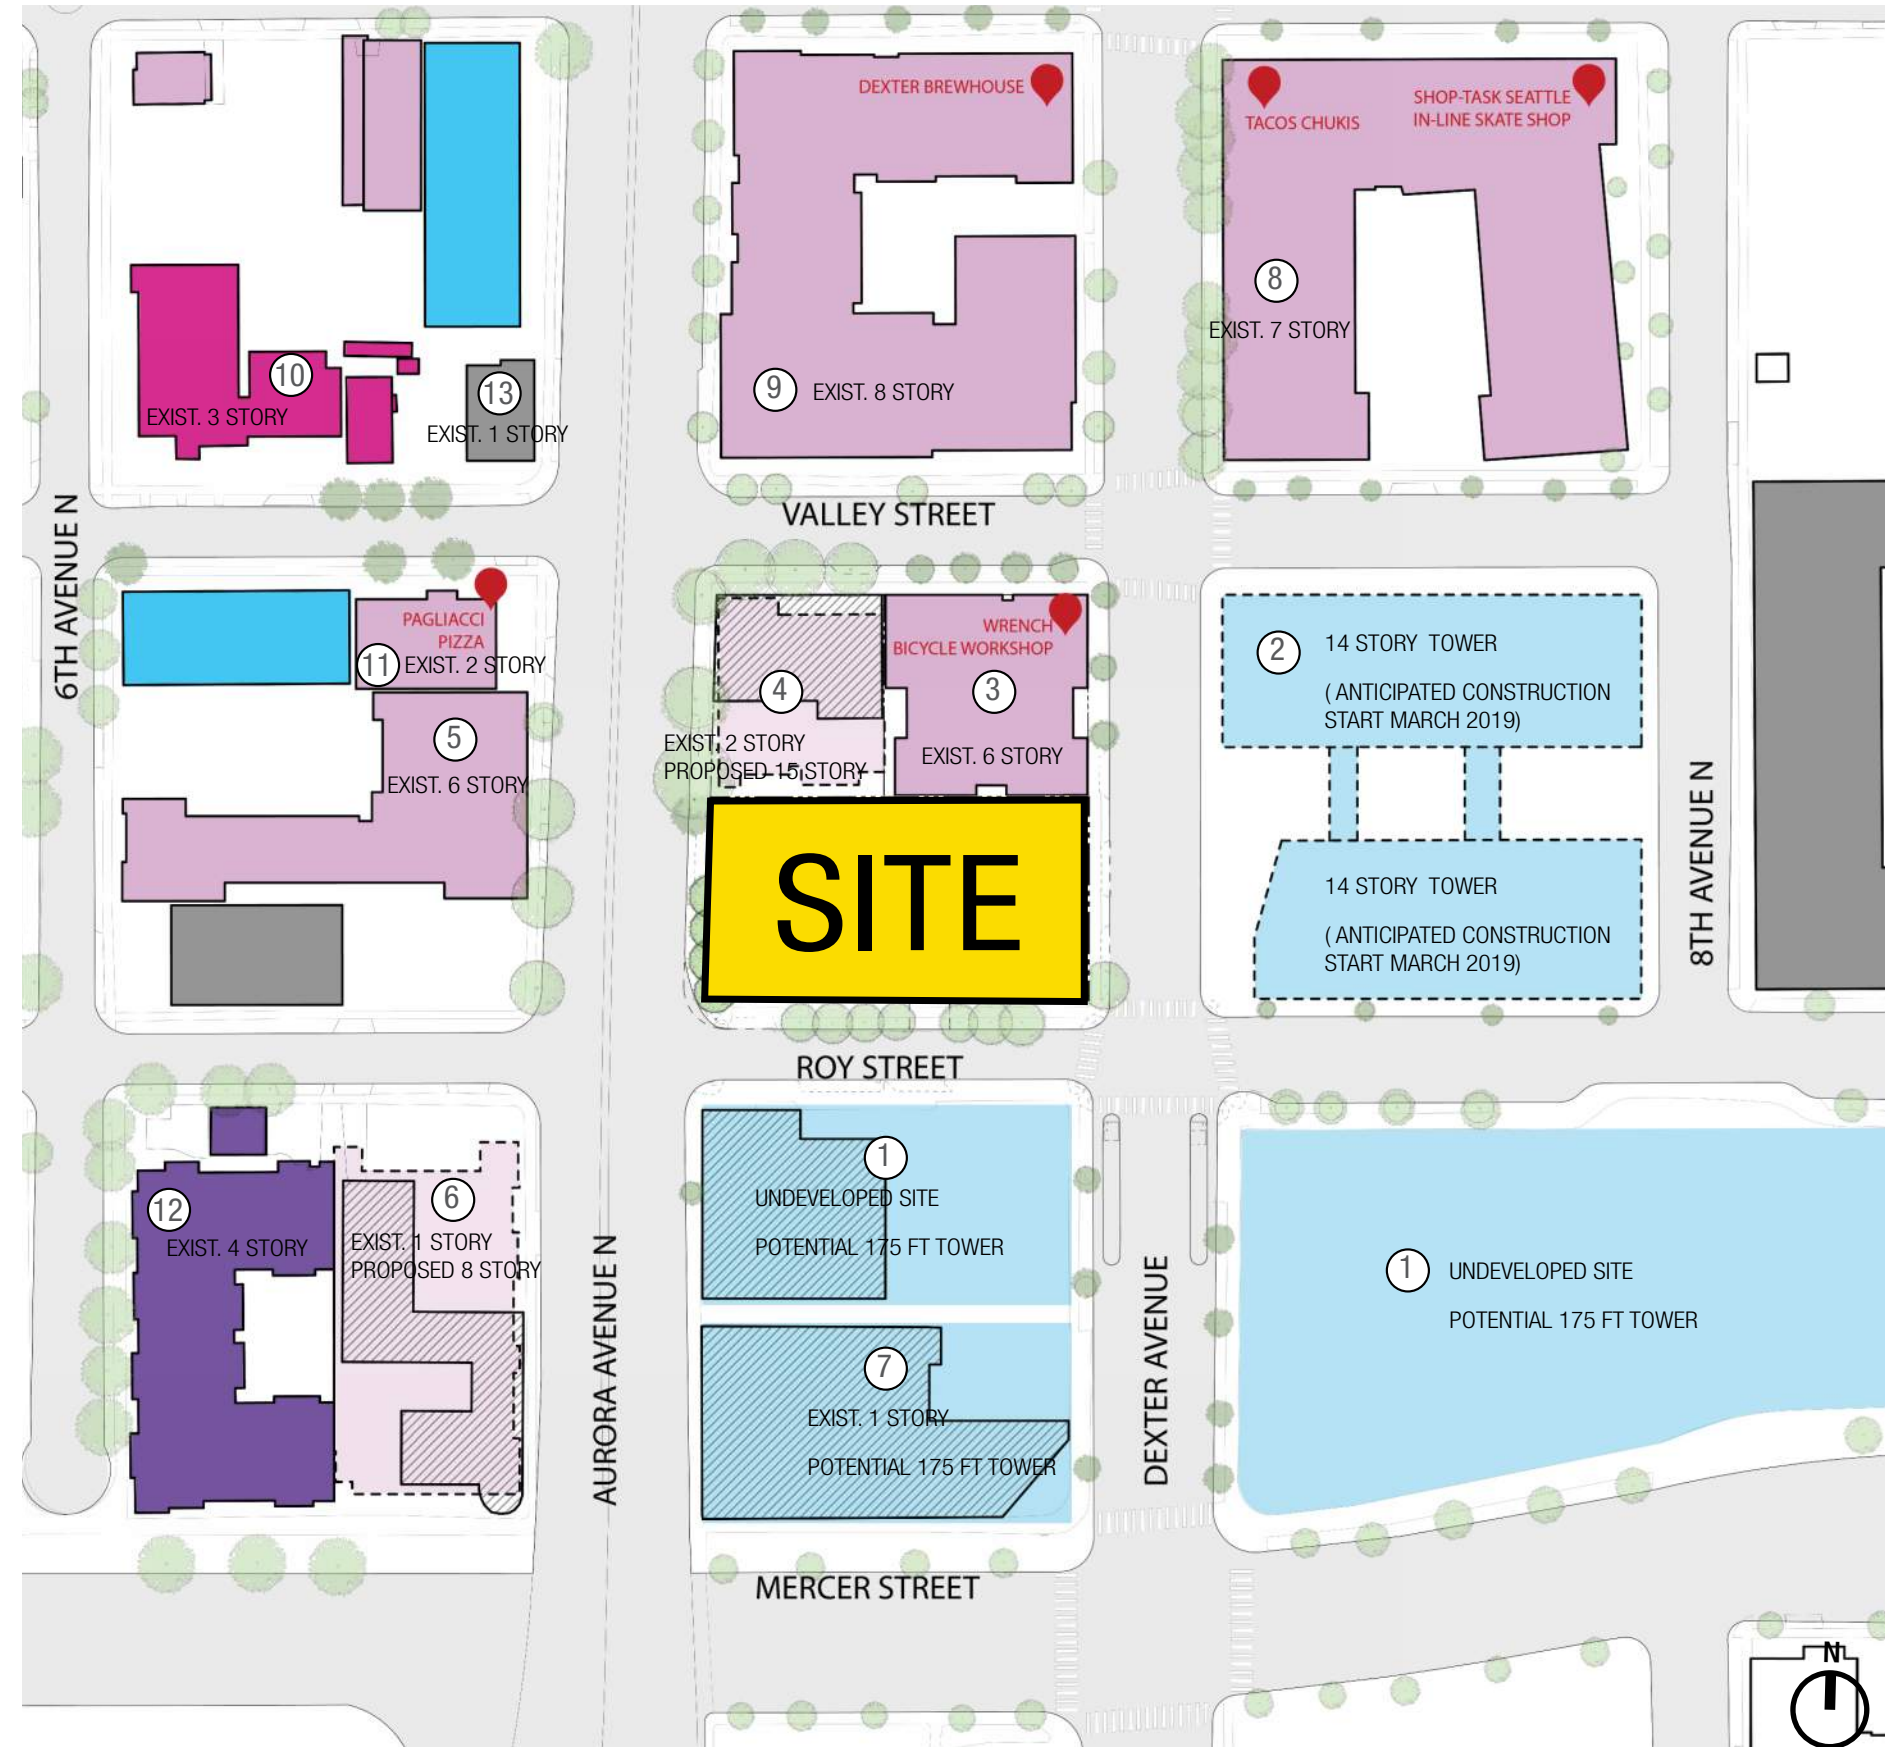 DEXTER BREWHOUSE
TACOS CHUKIS
SHOP-TASK SEATTLE
IN-LINE SKATE SHOP
8
EXIST. 7 STORY
9
EXIST. 8 STORY
10
EXIST. 3 STORY
13
EXIST. 1 STORY
VALLEY STREET
6TH AVENUE N
PAGLIACCI
PIZZA
11
EXIST. 2 STORY
5
EXIST. 6 STORY
4
EXIST. 2 STORY
PROPOSED 15 STORY
WRENCH
BICYCLE WORKSHOP
3
EXIST. 6 STORY
2
14 STORY TOWER
( ANTICIPATED CONSTRUCTION
START MARCH 2019)
14 STORY TOWER
( ANTICIPATED CONSTRUCTION
START MARCH 2019)
8TH AVENUE N
SITE
ROY STREET
12
EXIST. 4 STORY
6
EXIST. 1 STORY
PROPOSED 8 STORY
AURORA AVENUE N
1
UNDEVELOPED SITE
POTENTIAL 175 FT TOWER
7
EXIST. 1 STORY
POTENTIAL 175 FT TOWER
DEXTER AVENUE
1
UNDEVELOPED SITE
POTENTIAL 175 FT TOWER
MERCER STREET
N